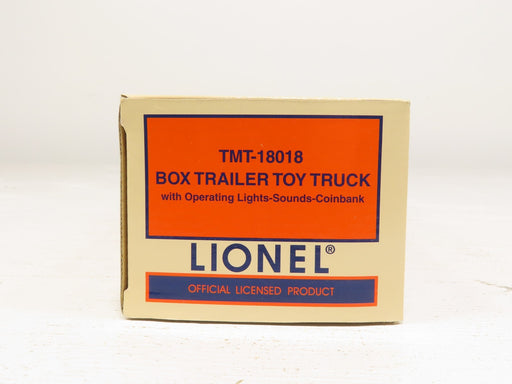 TMT-18018
BOX TRAILER TOY TRUCK
with Operating Lights-Sounds-Coinbank
LIONEL®
OFFICIAL LICENSED PRODUCT